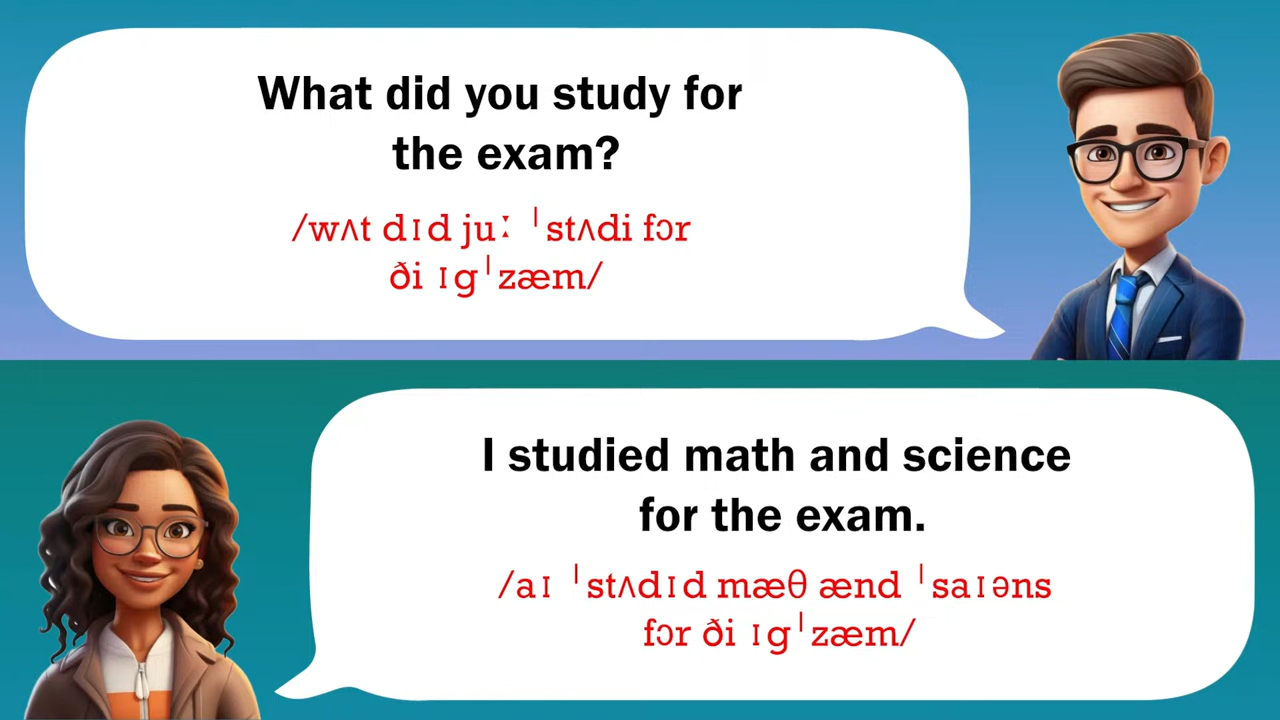 What did you study for
the exam?
/wʌt dɪd juː ˈstʌdi fɔr
ði ɪɡˈzæm/
I studied math and science
for the exam.
/aɪ ˈstʌdɪd mæθ ænd ˈsaɪəns
fɔr ði ɪɡˈzæm/